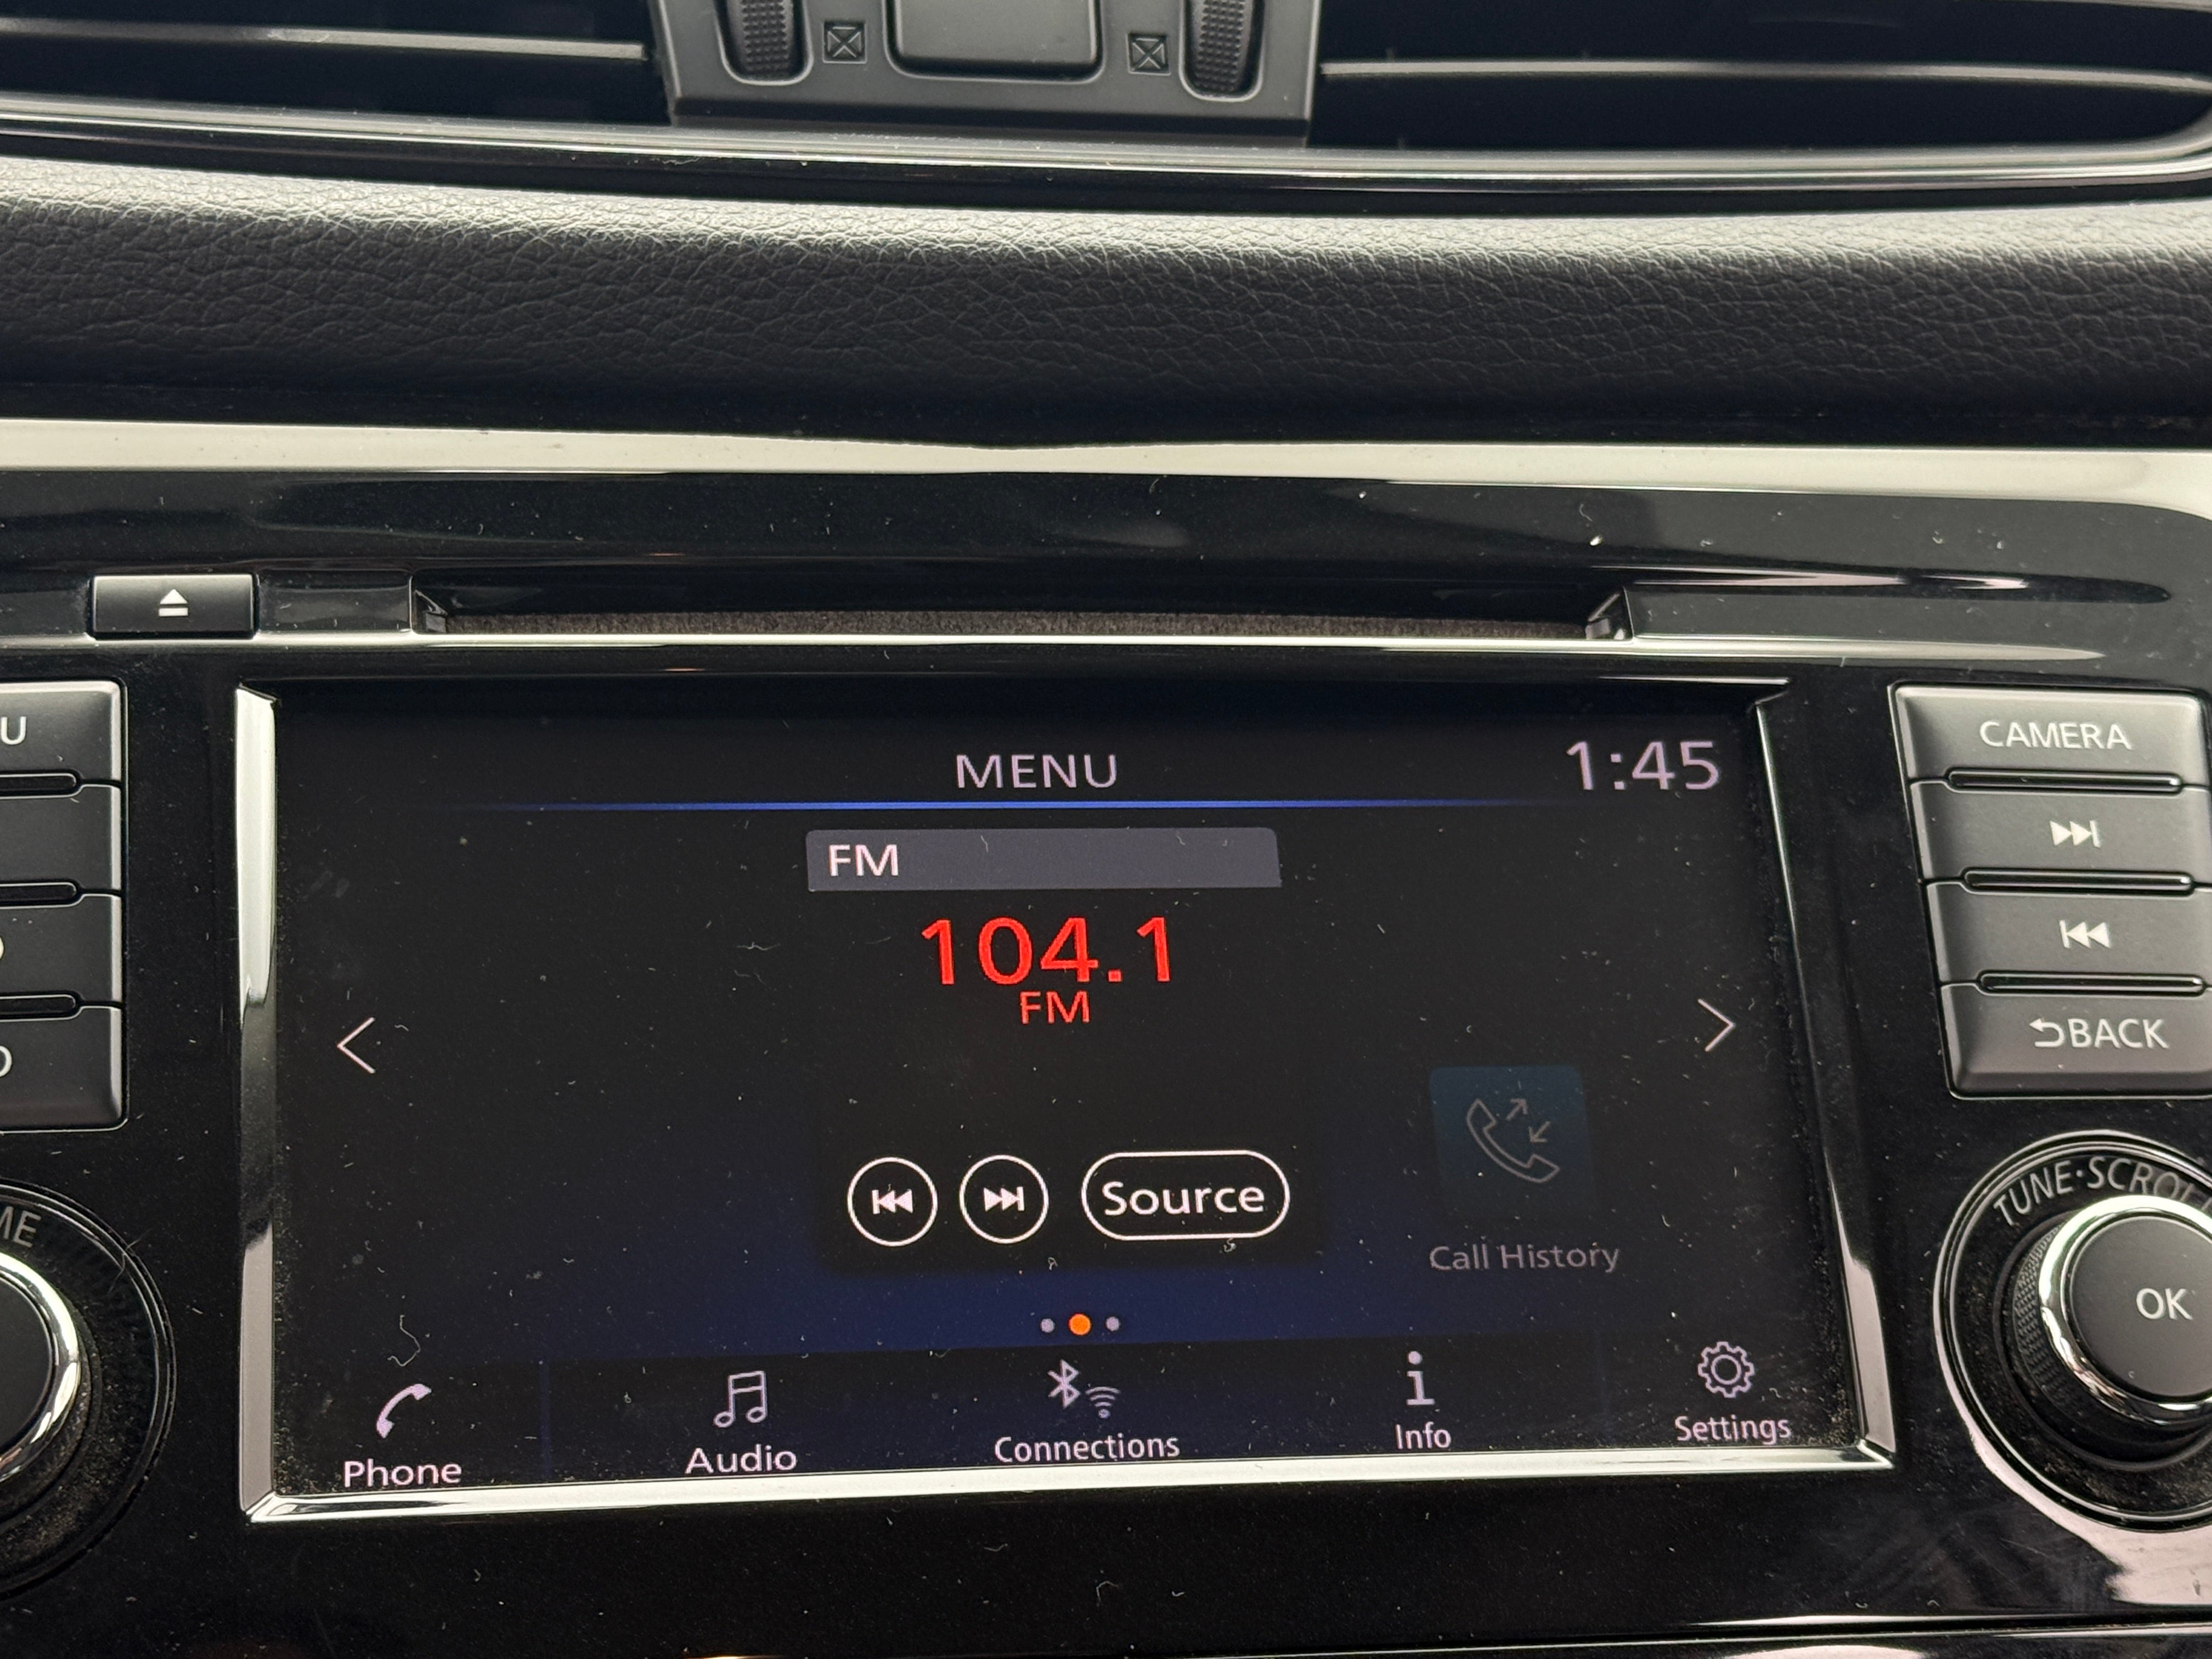 MENU
1:45
CAMERA
FM
104.1
FM
BACK
Source
Call History
TUNE·SCROLL
OK
Phone
Audio
Connections
Info
Settings